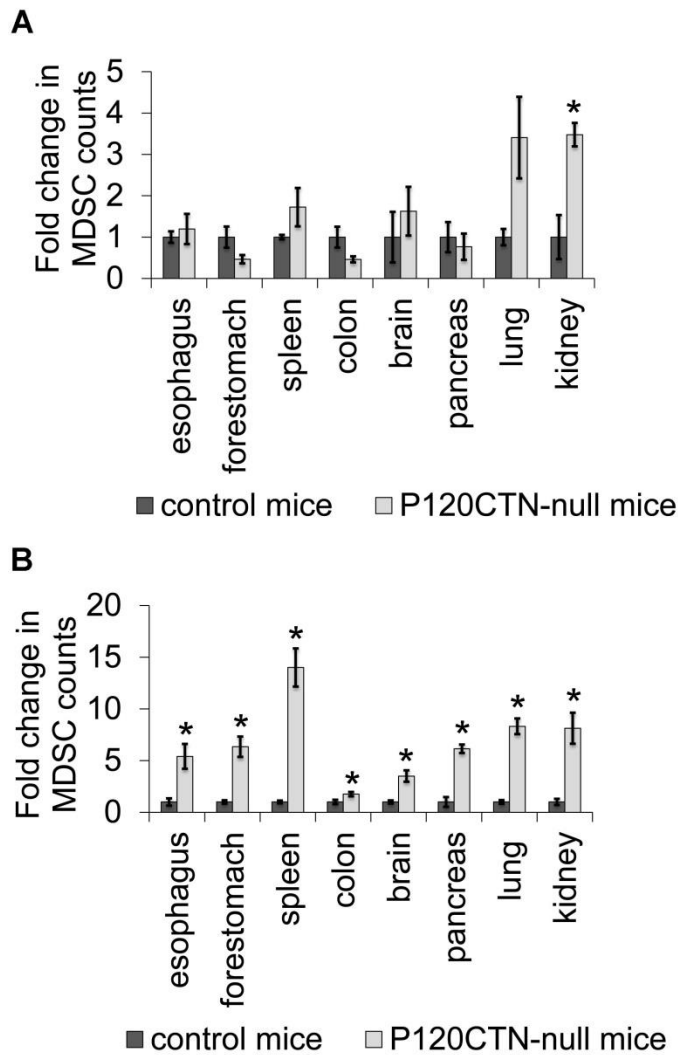 A
Fold change in
MDSC counts
5
4
3
2
1
0
*
esophagus
forestomach
spleen
colon
brain
pancreas
lung
kidney
control mice P120CTN-null mice
B
Fold change in
MDSC counts
20
15
10
5
0
* * * * * * * *
esophagus
forestomach
spleen
colon
brain
pancreas
lung
kidney
control mice P120CTN-null mice